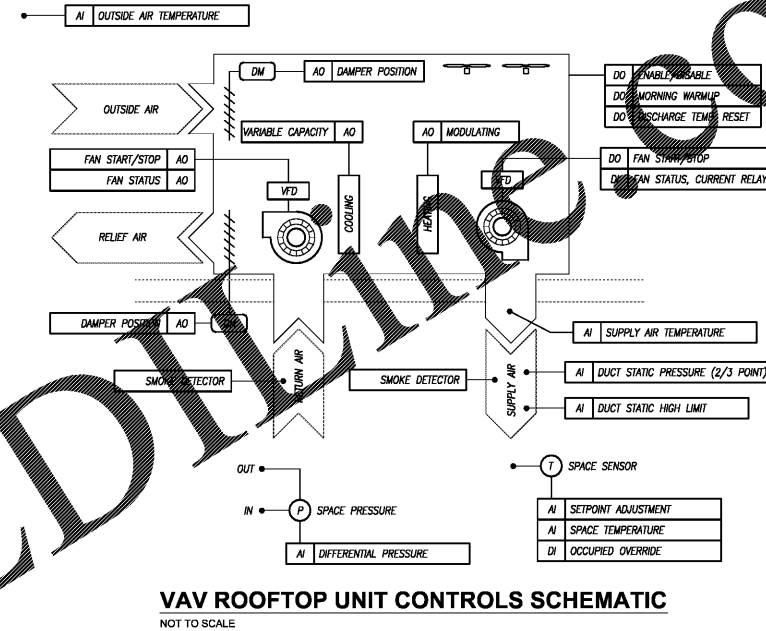 AI OUTSIDE AIR TEMPERATURE
DM AO DAMPER POSITION
DO ENABLE/DISABLE
DO MORNING WARMUP
DO DISCHARGE TEMP RESET
OUTSIDE AIR
VARIABLE CAPACITY AO
AO MODULATING
FAN START/STOP AO
FAN STATUS AO
DO FAN START/STOP
DI FAN STATUS, CURRENT RELAY
VFD
VFD
COOLING
HEATING
RELIEF AIR
DAMPER POSITION AO DM
AI SUPPLY AIR TEMPERATURE
SMOKE DETECTOR
RETURN AIR
SMOKE DETECTOR
SUPPLY AIR
AI DUCT STATIC PRESSURE (2/3 POINT)
AI DUCT STATIC HIGH LIMIT
OUT
IN P SPACE PRESSURE
AI DIFFERENTIAL PRESSURE
T SPACE SENSOR
AI SETPOINT ADJUSTMENT
AI SPACE TEMPERATURE
DI OCCUPIED OVERRIDE
CDILine.co
VAV ROOFTOP UNIT CONTROLS SCHEMATIC
NOT TO SCALE